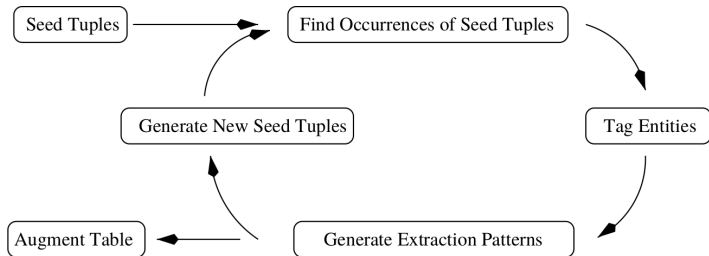 Seed Tuples
Find Occurrences of Seed Tuples
Generate New Seed Tuples
Tag Entities
Augment Table
Generate Extraction Patterns